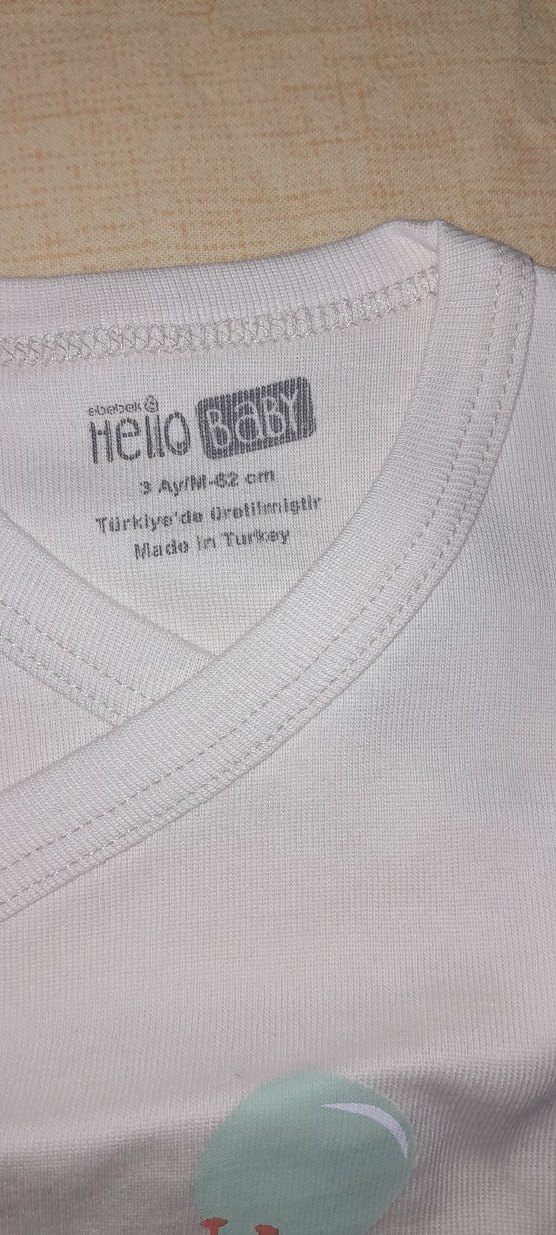 ebebek
Hello BaBY
3 Ay/M-62 cm
Türkiye'de Üretilmiştir
Made In Turkey